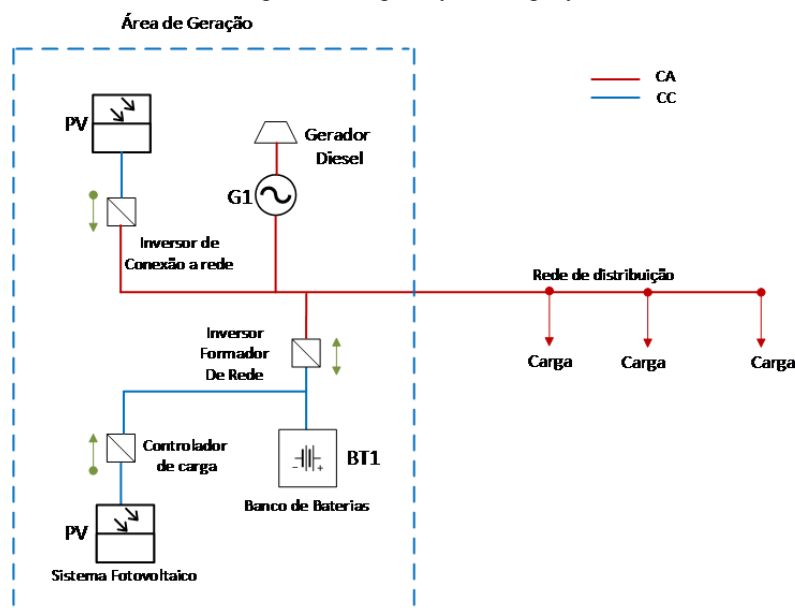 Área de Geração
CA
CC
PV
Gerador
Diesel
G1
Inversor de
Conexão a rede
Rede de distribuição
Inversor
Formador
De Rede
Carga
Carga
Carga
Controlador
de carga
BT1
Banco de Baterias
PV
Sistema Fotovoltaico